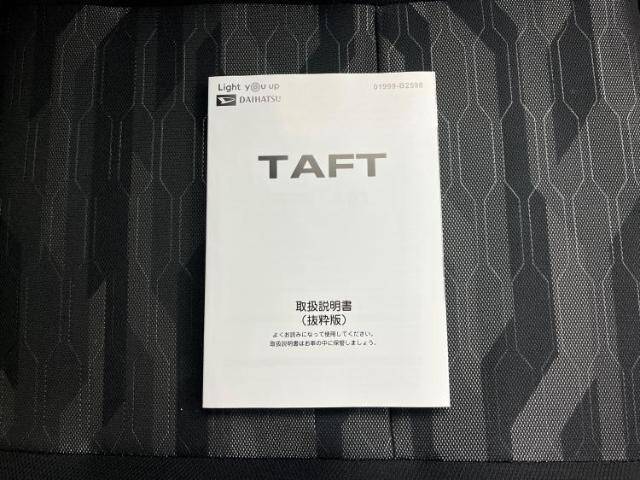 Light you up
DAIHATSU
01999-B2598
TAFT
取扱説明書
（抜粋版）
よくお読みになって使用してください。
取扱説明書はお車の中に保管しましょう。